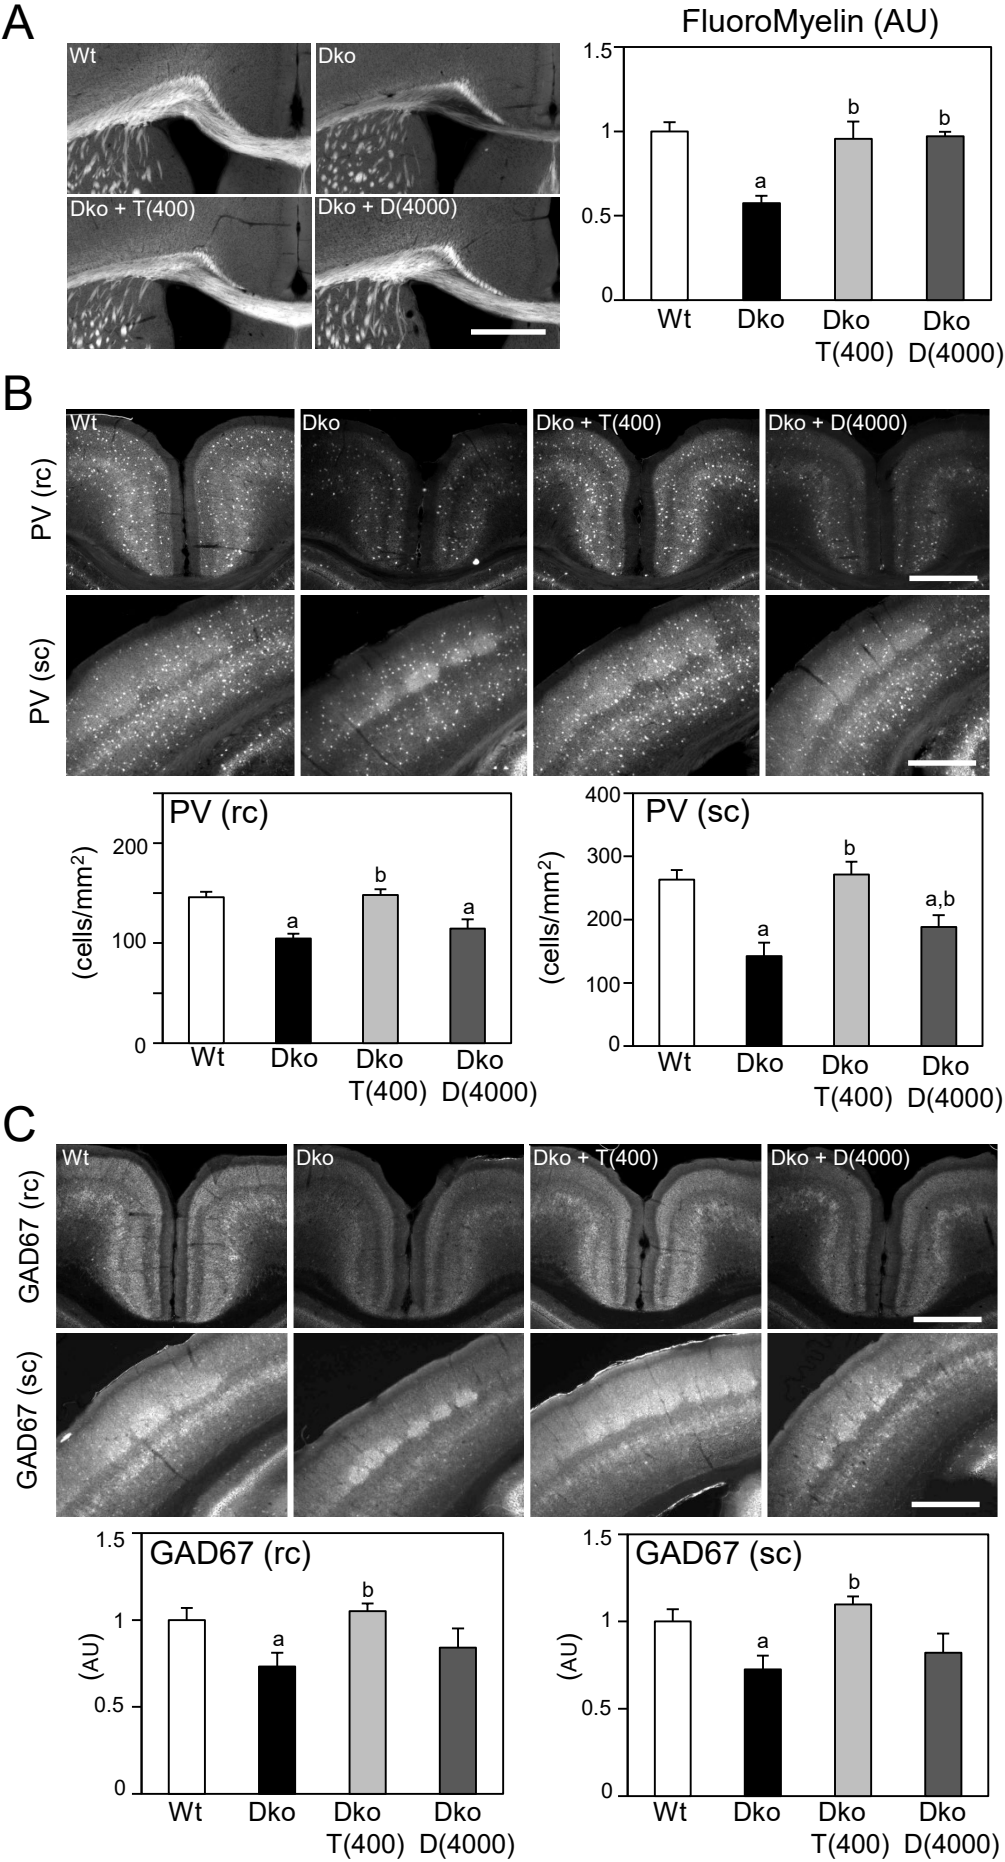 A
FluoroMyelin (AU)
Wt
Dko
Dko + T(400)
Dko + D(4000)
1.5
1
0.5
0
a
b
b
Wt
Dko
Dko
T(400)
Dko
D(4000)
B
PV (rc)
Wt
Dko
Dko + T(400)
Dko + D(4000)
PV (sc)
PV (rc)
(cells/mm2)
200
100
0
a
b
a
Wt
Dko
Dko
T(400)
Dko
D(4000)
PV (sc)
(cells/mm2)
400
300
200
100
0
a
b
a,b
Wt
Dko
Dko
T(400)
Dko
D(4000)
C
GAD67 (rc)
Wt
Dko
Dko + T(400)
Dko + D(4000)
GAD67 (sc)
GAD67 (rc)
(AU)
1.5
1
0.5
0
a
b
Wt
Dko
Dko
T(400)
Dko
D(4000)
GAD67 (sc)
(AU)
1.5
1
0.5
0
a
b
Wt
Dko
Dko
T(400)
Dko
D(4000)